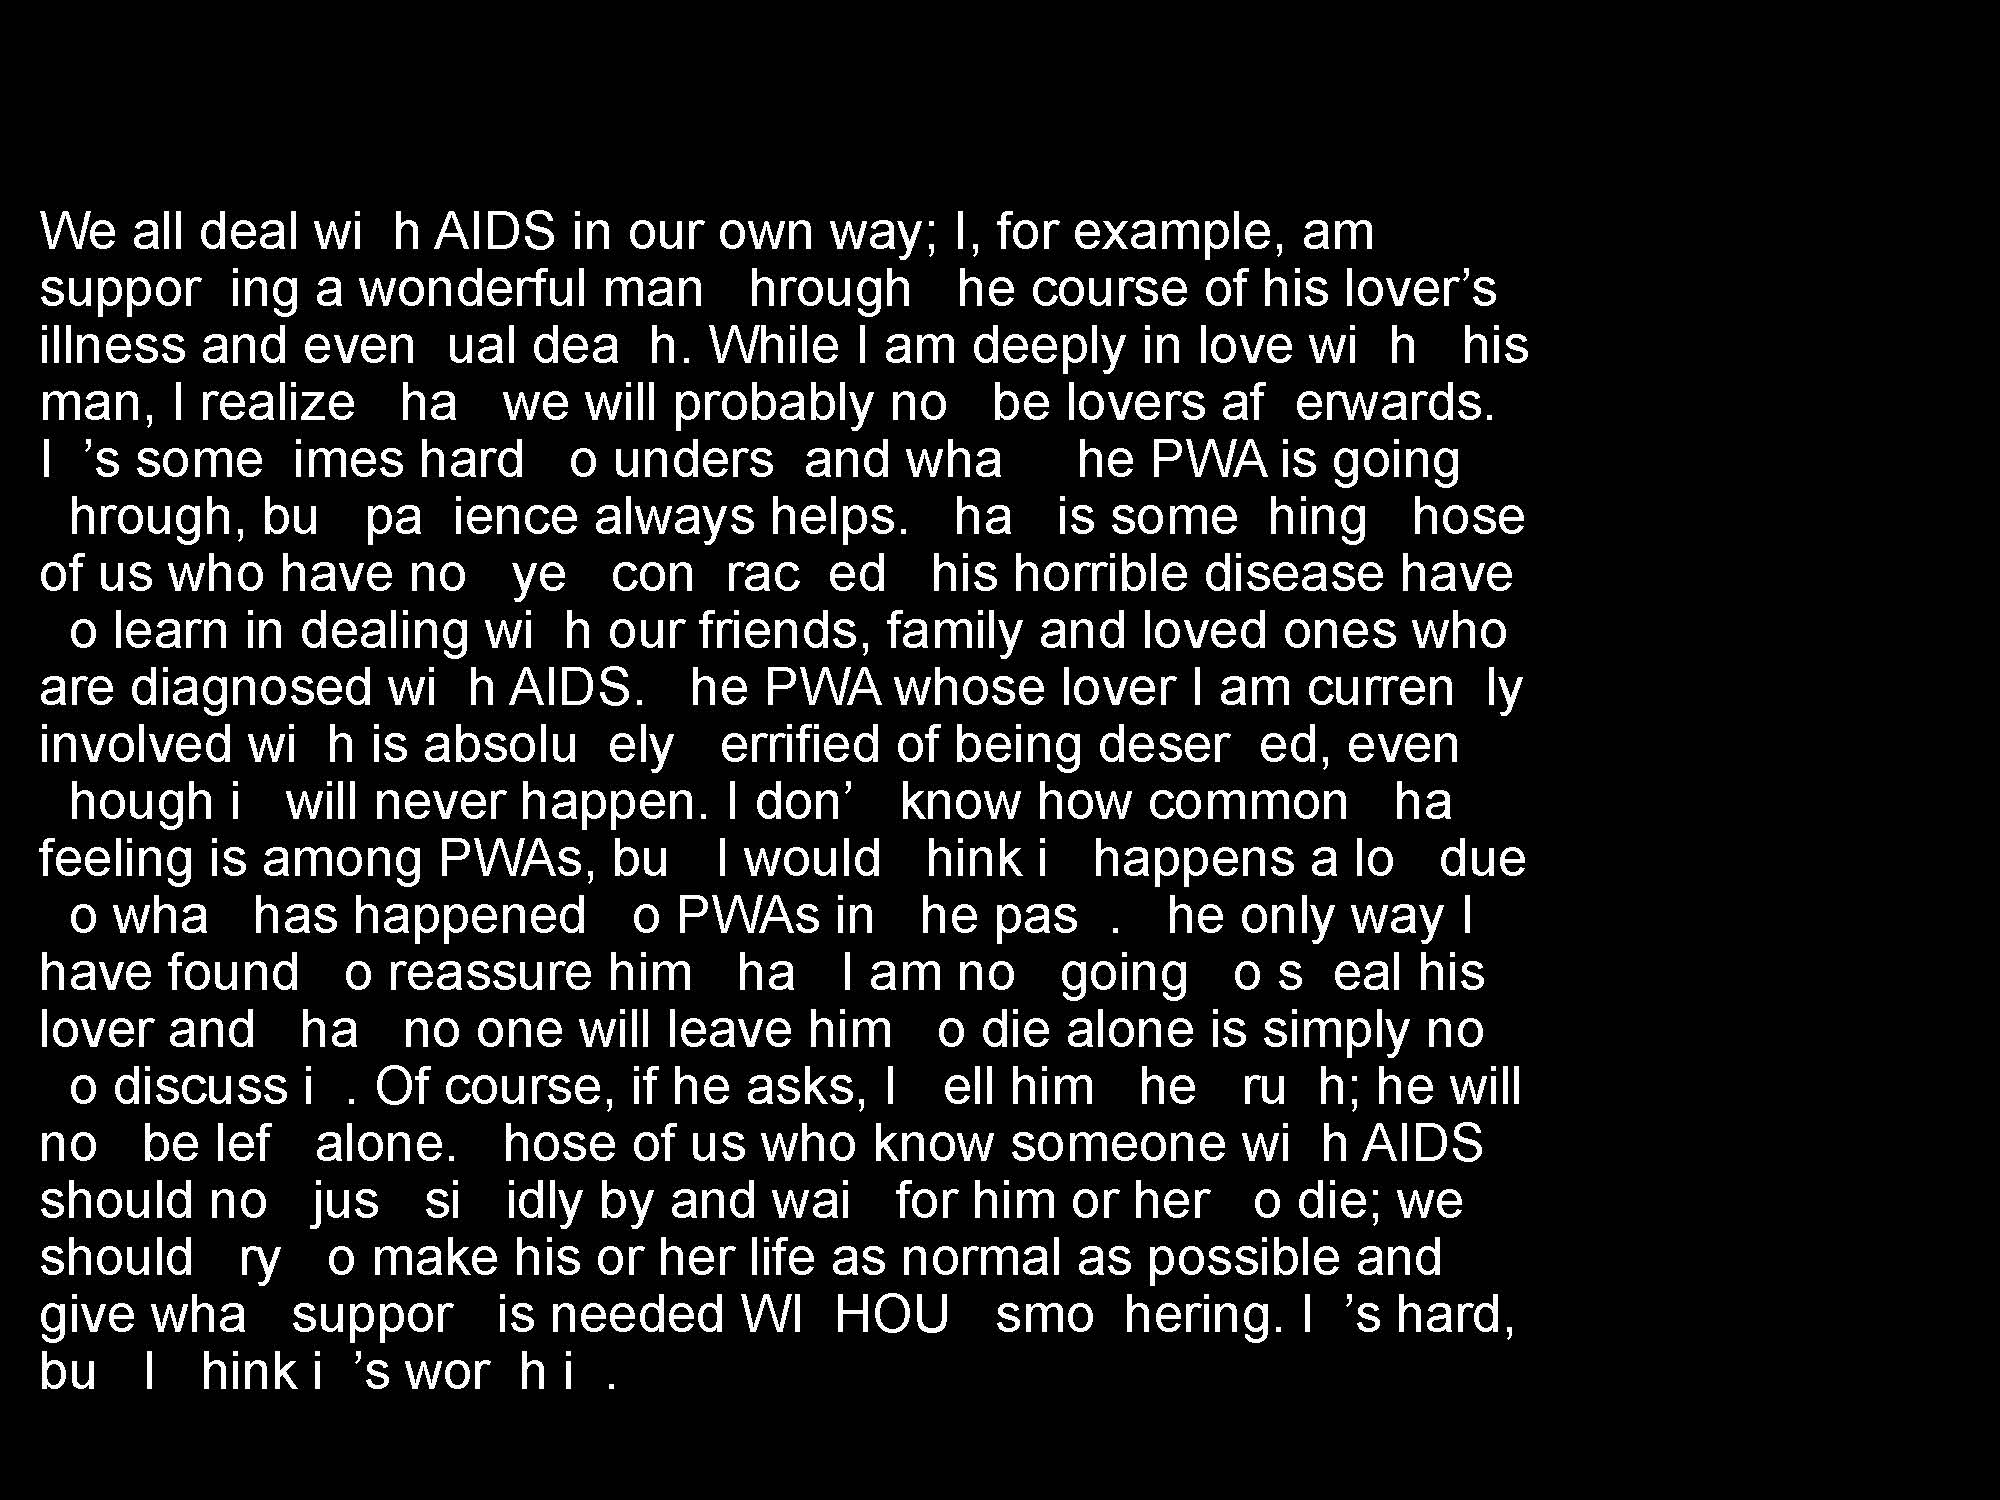 We all deal wi  h AIDS in our own way; I, for example, am
suppor  ing a wonderful man   hrough   he course of his lover’s
illness and even  ual dea  h. While I am deeply in love wi  h   his
man, I realize   ha   we will probably no   be lovers af  erwards.
I  ’s some  imes hard   o unders  and wha     he PWA is going
  hrough, bu   pa  ience always helps.   ha   is some  hing   hose
of us who have no   ye   con  rac  ed   his horrible disease have
  o learn in dealing wi  h our friends, family and loved ones who
are diagnosed wi  h AIDS.   he PWA whose lover I am curren  ly
involved wi  h is absolu  ely   errified of being deser  ed, even
  hough i   will never happen. I don’   know how common   ha
feeling is among PWAs, bu   I would   hink i   happens a lo   due
  o wha   has happened   o PWAs in   he pas  .   he only way I
have found   o reassure him   ha   I am no   going   o s  eal his
lover and   ha   no one will leave him   o die alone is simply no
  o discuss i  . Of course, if he asks, I   ell him   he   ru  h; he will
no   be lef   alone.   hose of us who know someone wi  h AIDS
should no   jus   si   idly by and wai   for him or her   o die; we
should   ry   o make his or her life as normal as possible and
give wha   suppor   is needed WI  HOU   smo  hering. I  ’s hard,
bu   I   hink i  ’s wor  h i  .